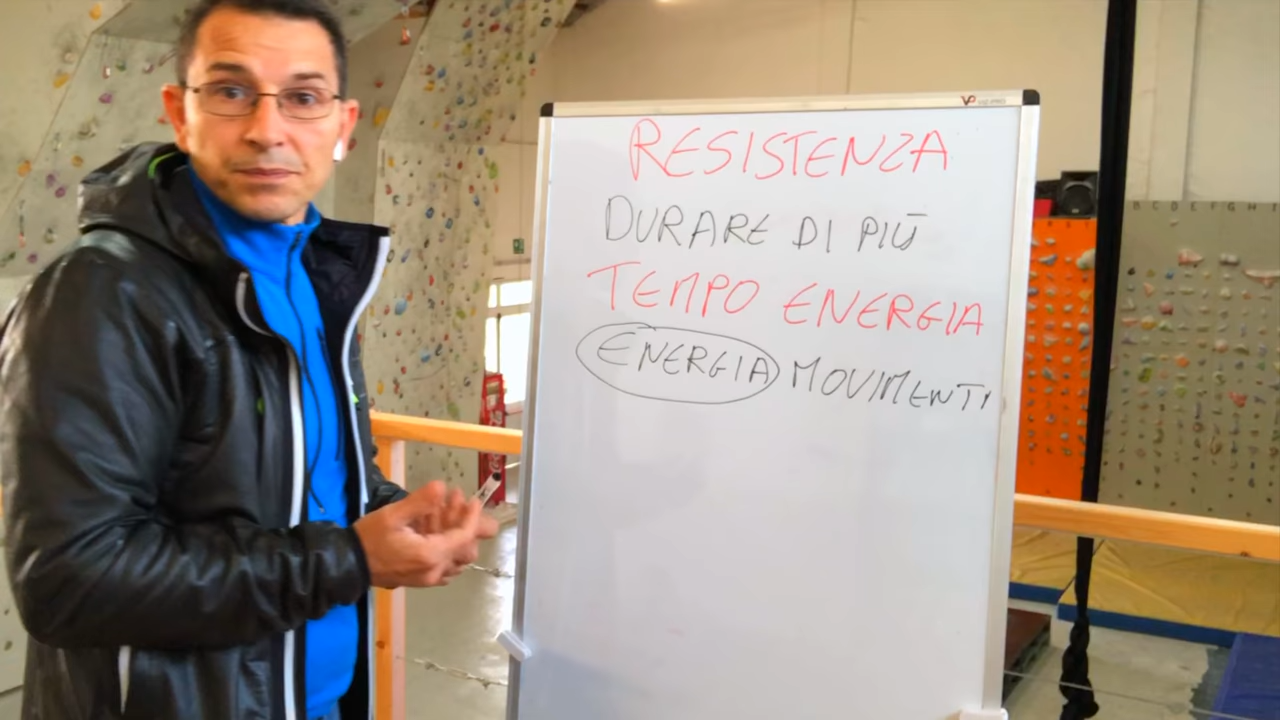 RESISTENZA
DURARE DI PIÙ
TEMPO ENERGIA
ENERGIA MOVIMENTI